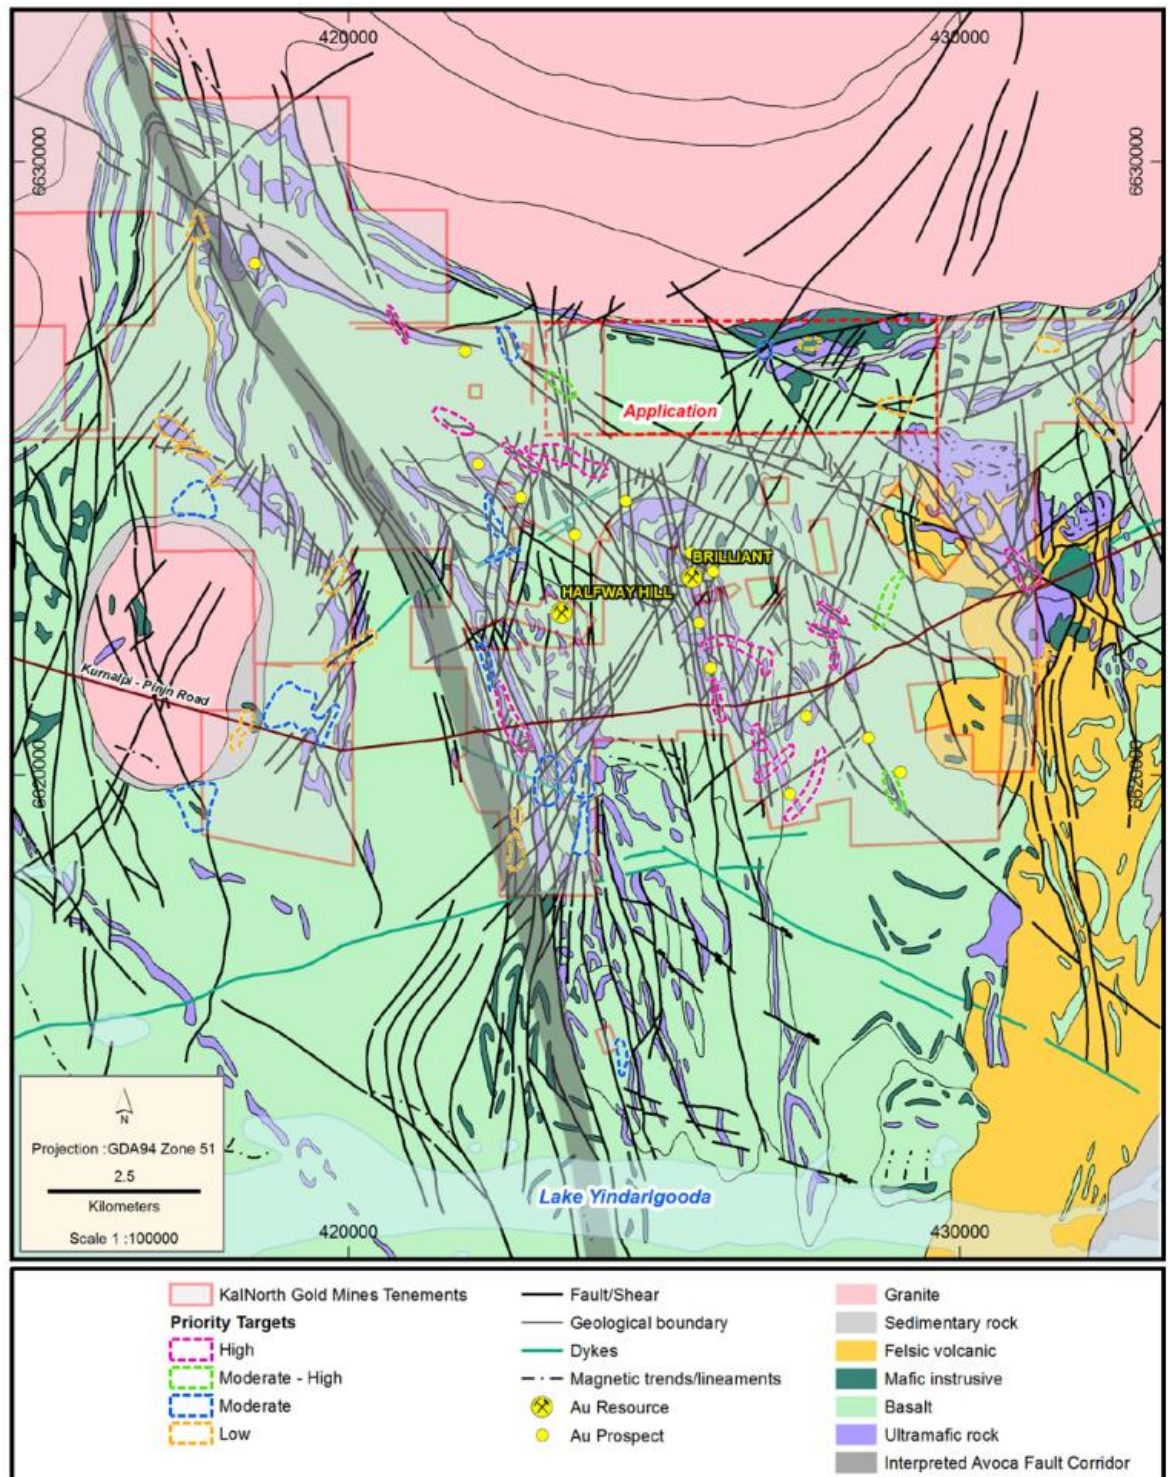 420000 430000
6630000 6630000
Application
BRILLIANT
HALFWAY HILL
Kurnalpi - Pinjn Road
6620000 6620000
N
Projection :GDA94 Zone 51
2.5
Kilometers
Scale 1 :100000
Lake Yindarlgooda
420000 430000
KalNorth Gold Mines Tenements
Priority Targets
High
Moderate - High
Moderate
Low
Fault/Shear
Geological boundary
Dykes
Magnetic trends/lineaments
Au Resource
Au Prospect
Granite
Sedimentary rock
Felsic volcanic
Mafic instrusive
Basalt
Ultramafic rock
Interpreted Avoca Fault Corridor